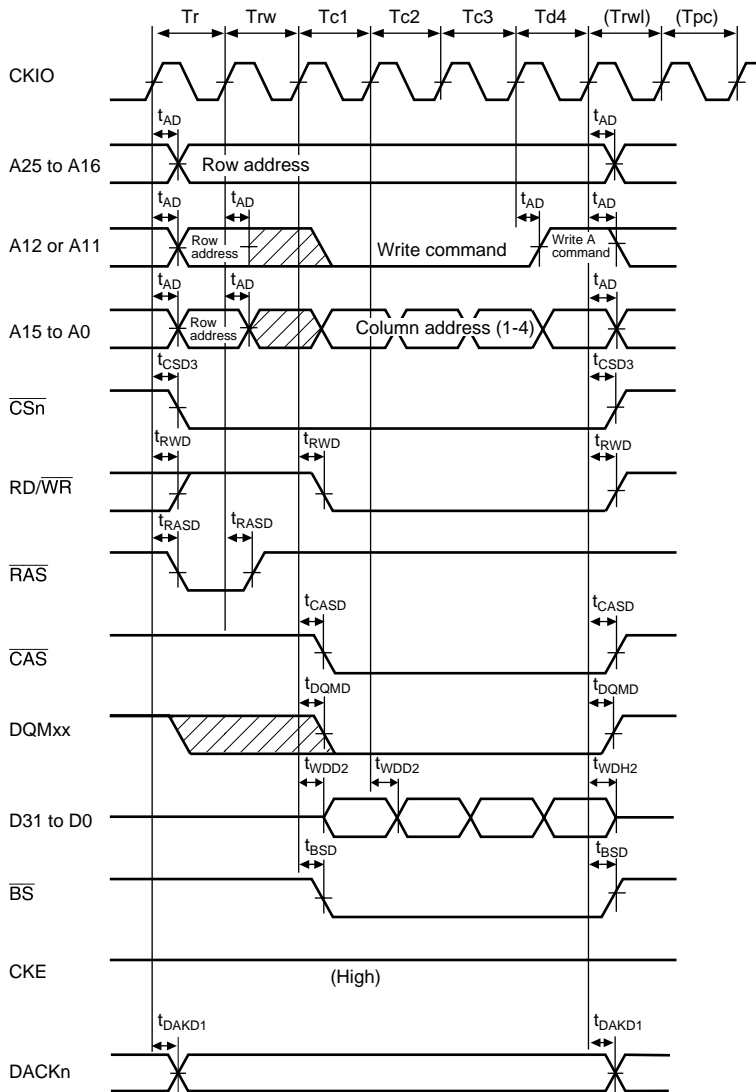 Tr Trw Tc1 Tc2 Tc3 Td4 (Trwl) (Tpc)
CKIO
tAD tAD
A25 to A16 Row address
tAD tAD tAD tAD
A12 or A11 Row address Write command Write A command
tAD tAD tAD
A15 to A0 Row address Column address (1-4)
tCSD3 tCSD3
CSn
tRWD tRWD tRWD
RD/WR
tRASD tRASD
RAS
tCASD tCASD
CAS
tDQMD tDQMD
DQMxx
tWDD2 tWDD2 tWDH2
D31 to D0
tBSD tBSD
BS
CKE (High)
tDAKD1 tDAKD1
DACKn